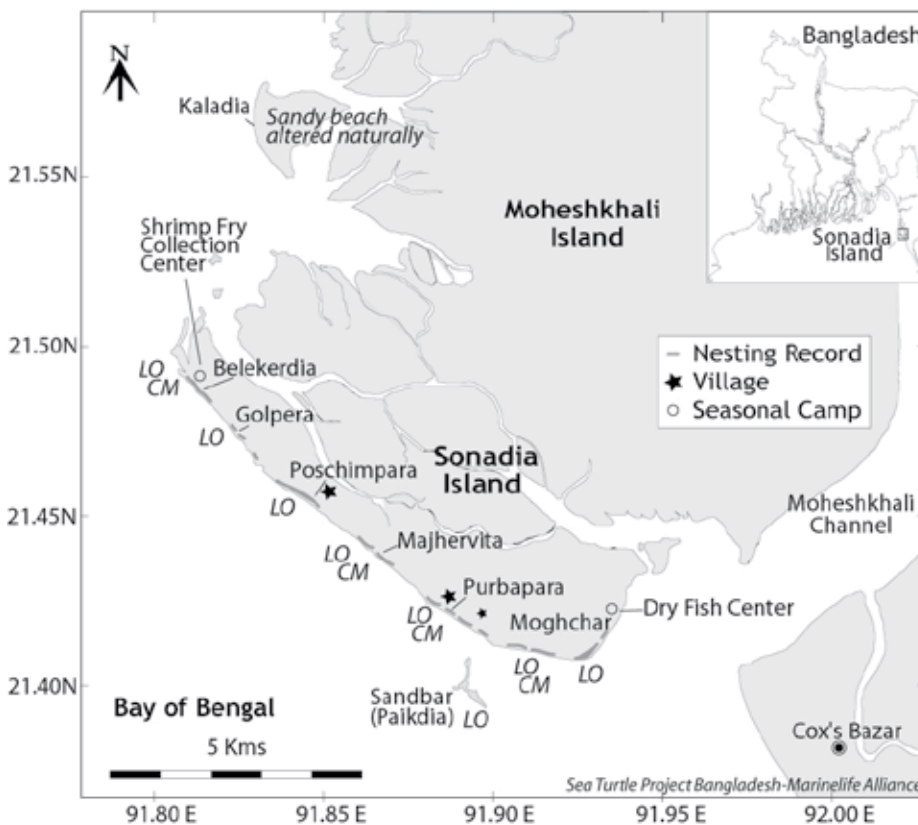 Bangladesh
N
Kaladia
Sandy beach
altered naturally
21.55N
Moheshkhali
Island
Shrimp Fry
Collection
Center
Sonadia
Island
21.50N
Nesting Record
Village
Seasonal Camp
LO
CM
Belekerdia
Golpera
LO
Poschimpara
Sonadia
Island
21.45N
LO
Moheshkhali
Channel
Majhervita
LO
CM
Purbapara
LO
CM
Moghchar
Dry Fish Center
LO
CM
LO
21.40N
Sandbar
(Paikdia)
LO
Bay of Bengal
5 Kms
Cox's Bazar
Sea Turtle Project Bangladesh-Marinelife Alliance
91.80 E
91.85 E
91.90 E
91.95 E
92.00 E